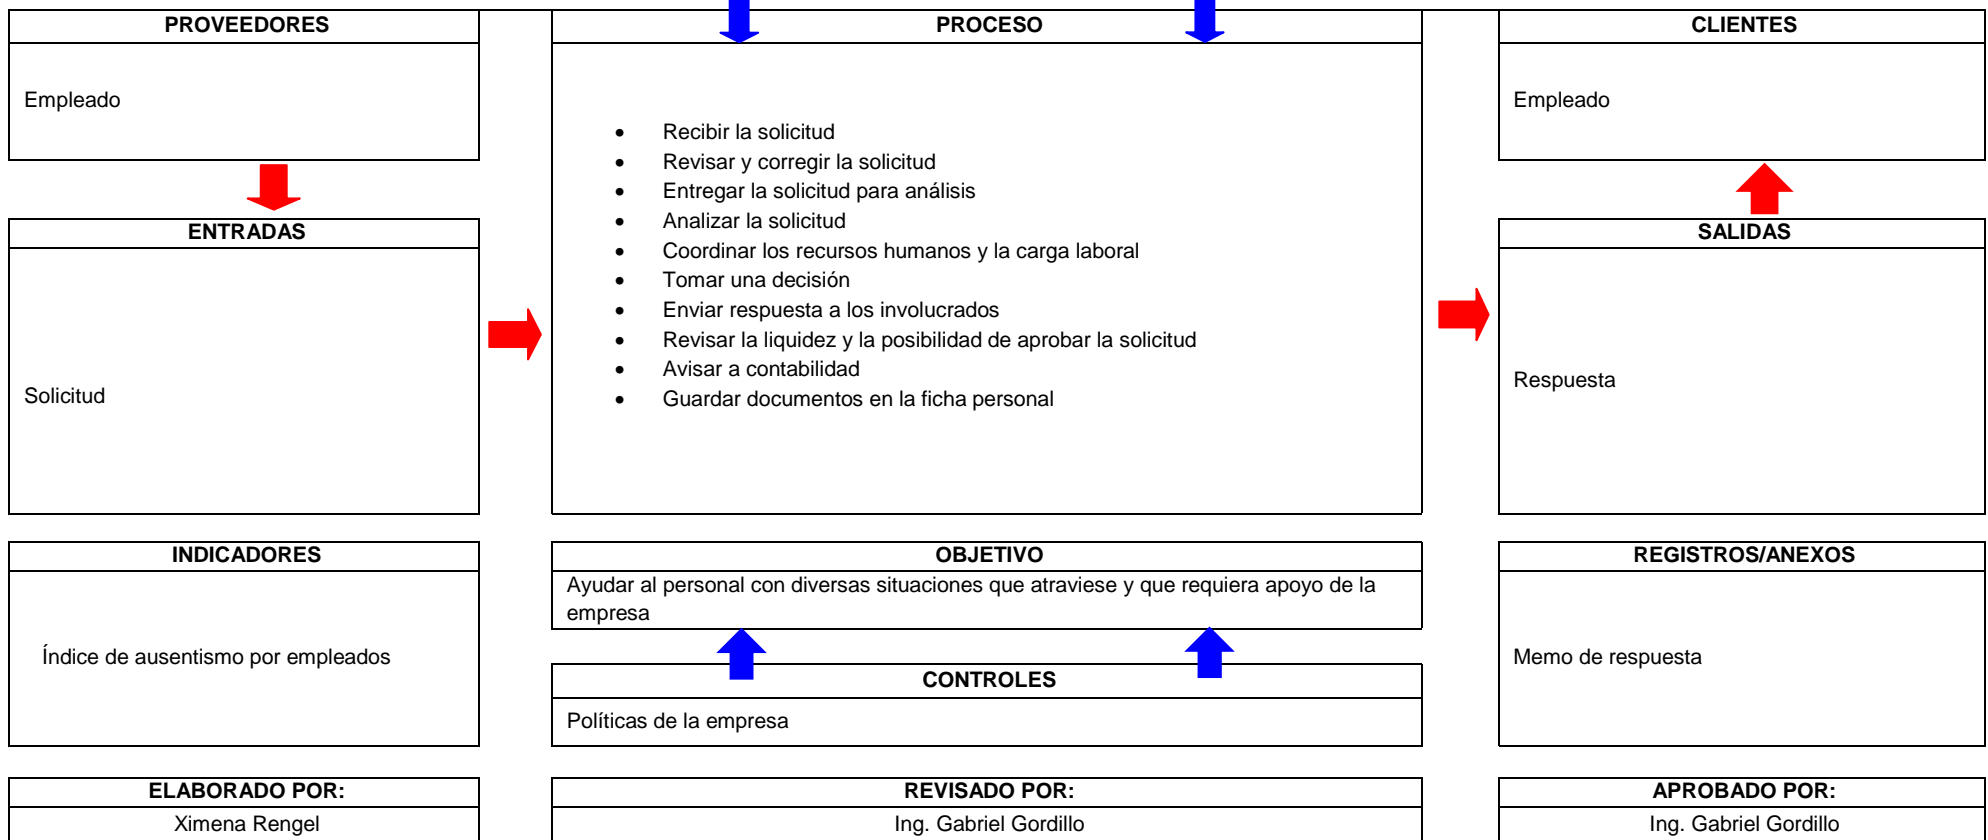 PROVEEDORES
Empleado
PROCESO
• Recibir la solicitud
• Revisar y corregir la solicitud
• Entregar la solicitud para análisis
• Analizar la solicitud
• Coordinar los recursos humanos y la carga laboral
• Tomar una decisión
• Enviar respuesta a los involucrados
• Revisar la liquidez y la posibilidad de aprobar la solicitud
• Avisar a contabilidad
• Guardar documentos en la ficha personal
CLIENTES
Empleado
ENTRADAS
Solicitud
SALIDAS
Respuesta
INDICADORES
Índice de ausentismo por empleados
OBJETIVO
Ayudar al personal con diversas situaciones que atraviese y que requiera apoyo de la
empresa
CONTROLES
Políticas de la empresa
REGISTROS/ANEXOS
Memo de respuesta
ELABORADO POR:
Ximena Rengel
REVISADO POR:
Ing. Gabriel Gordillo
APROBADO POR:
Ing. Gabriel Gordillo